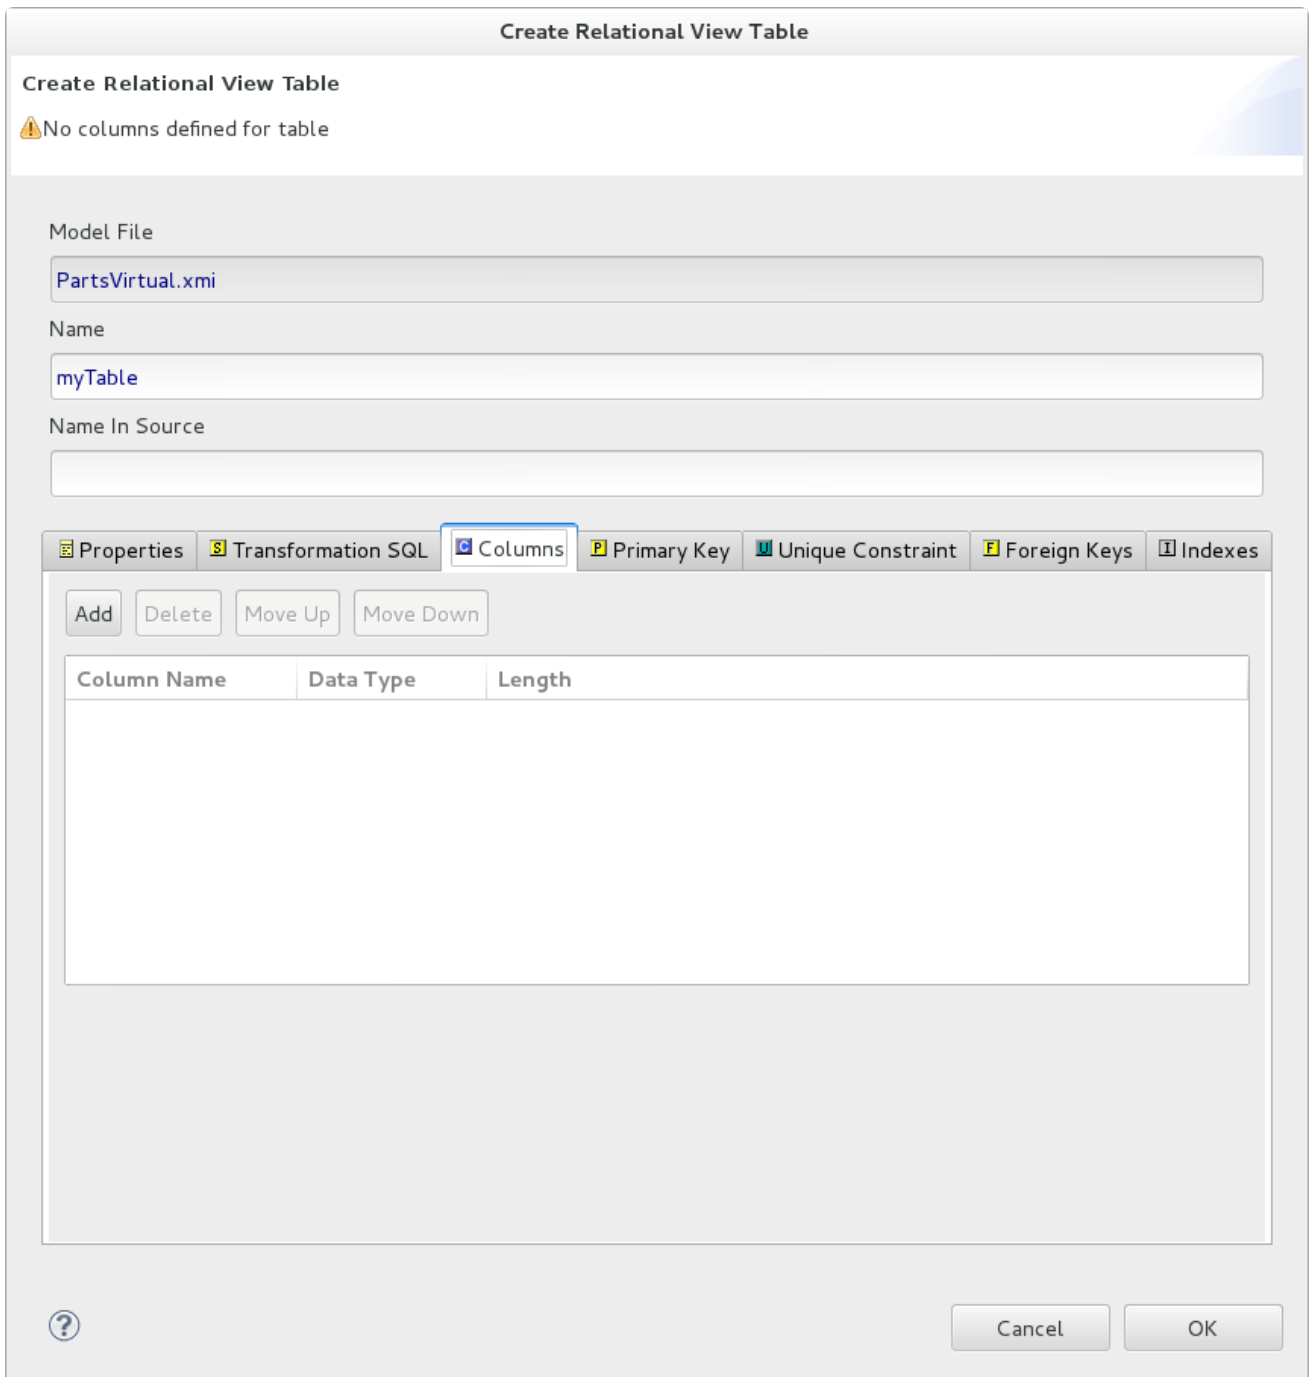 Create Relational View Table
Create Relational View Table
No columns defined for table
Model File
PartsVirtual.xmi
Name
myTable
Name In Source
Properties S Transformation SQL C Columns P Primary Key U Unique Constraint F Foreign Keys I Indexes
Add Delete Move Up Move Down
Column Name Data Type Length
? Cancel OK